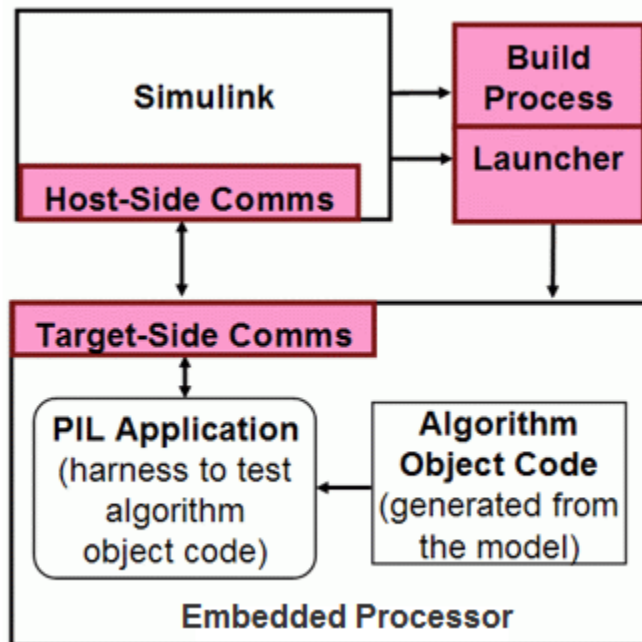 Simulink
Build
Process
Launcher
Host-Side Comms
Target-Side Comms
PIL Application
(harness to test
algorithm
object code)
Algorithm
Object Code
(generated from
the model)
Embedded Processor